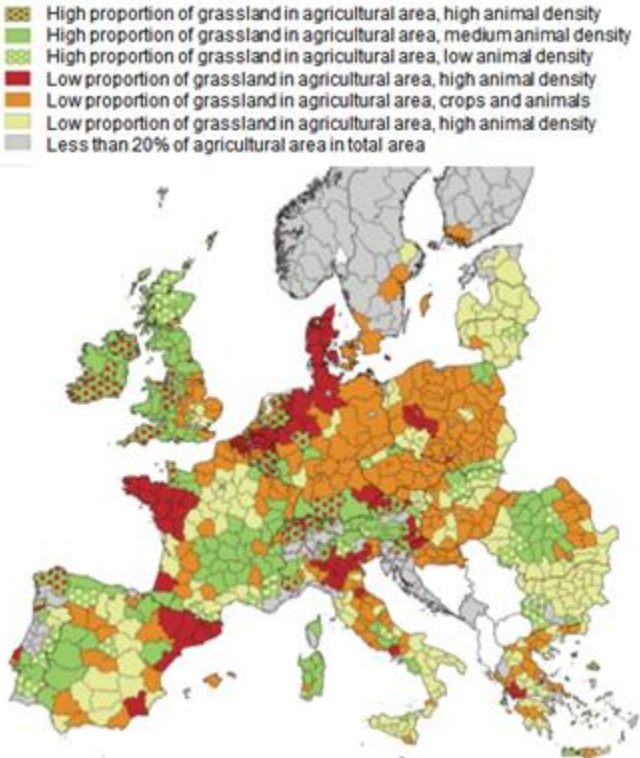 High proportion of grassland in agricultural area, high animal density
High proportion of grassland in agricultural area, medium animal density
High proportion of grassland in agricultural area, low animal density
Low proportion of grassland in agricultural area, high animal density
Low proportion of grassland in agricultural area, crops and animals
Low proportion of grassland in agricultural area, high animal density
Less than 20% of agricultural area in total area